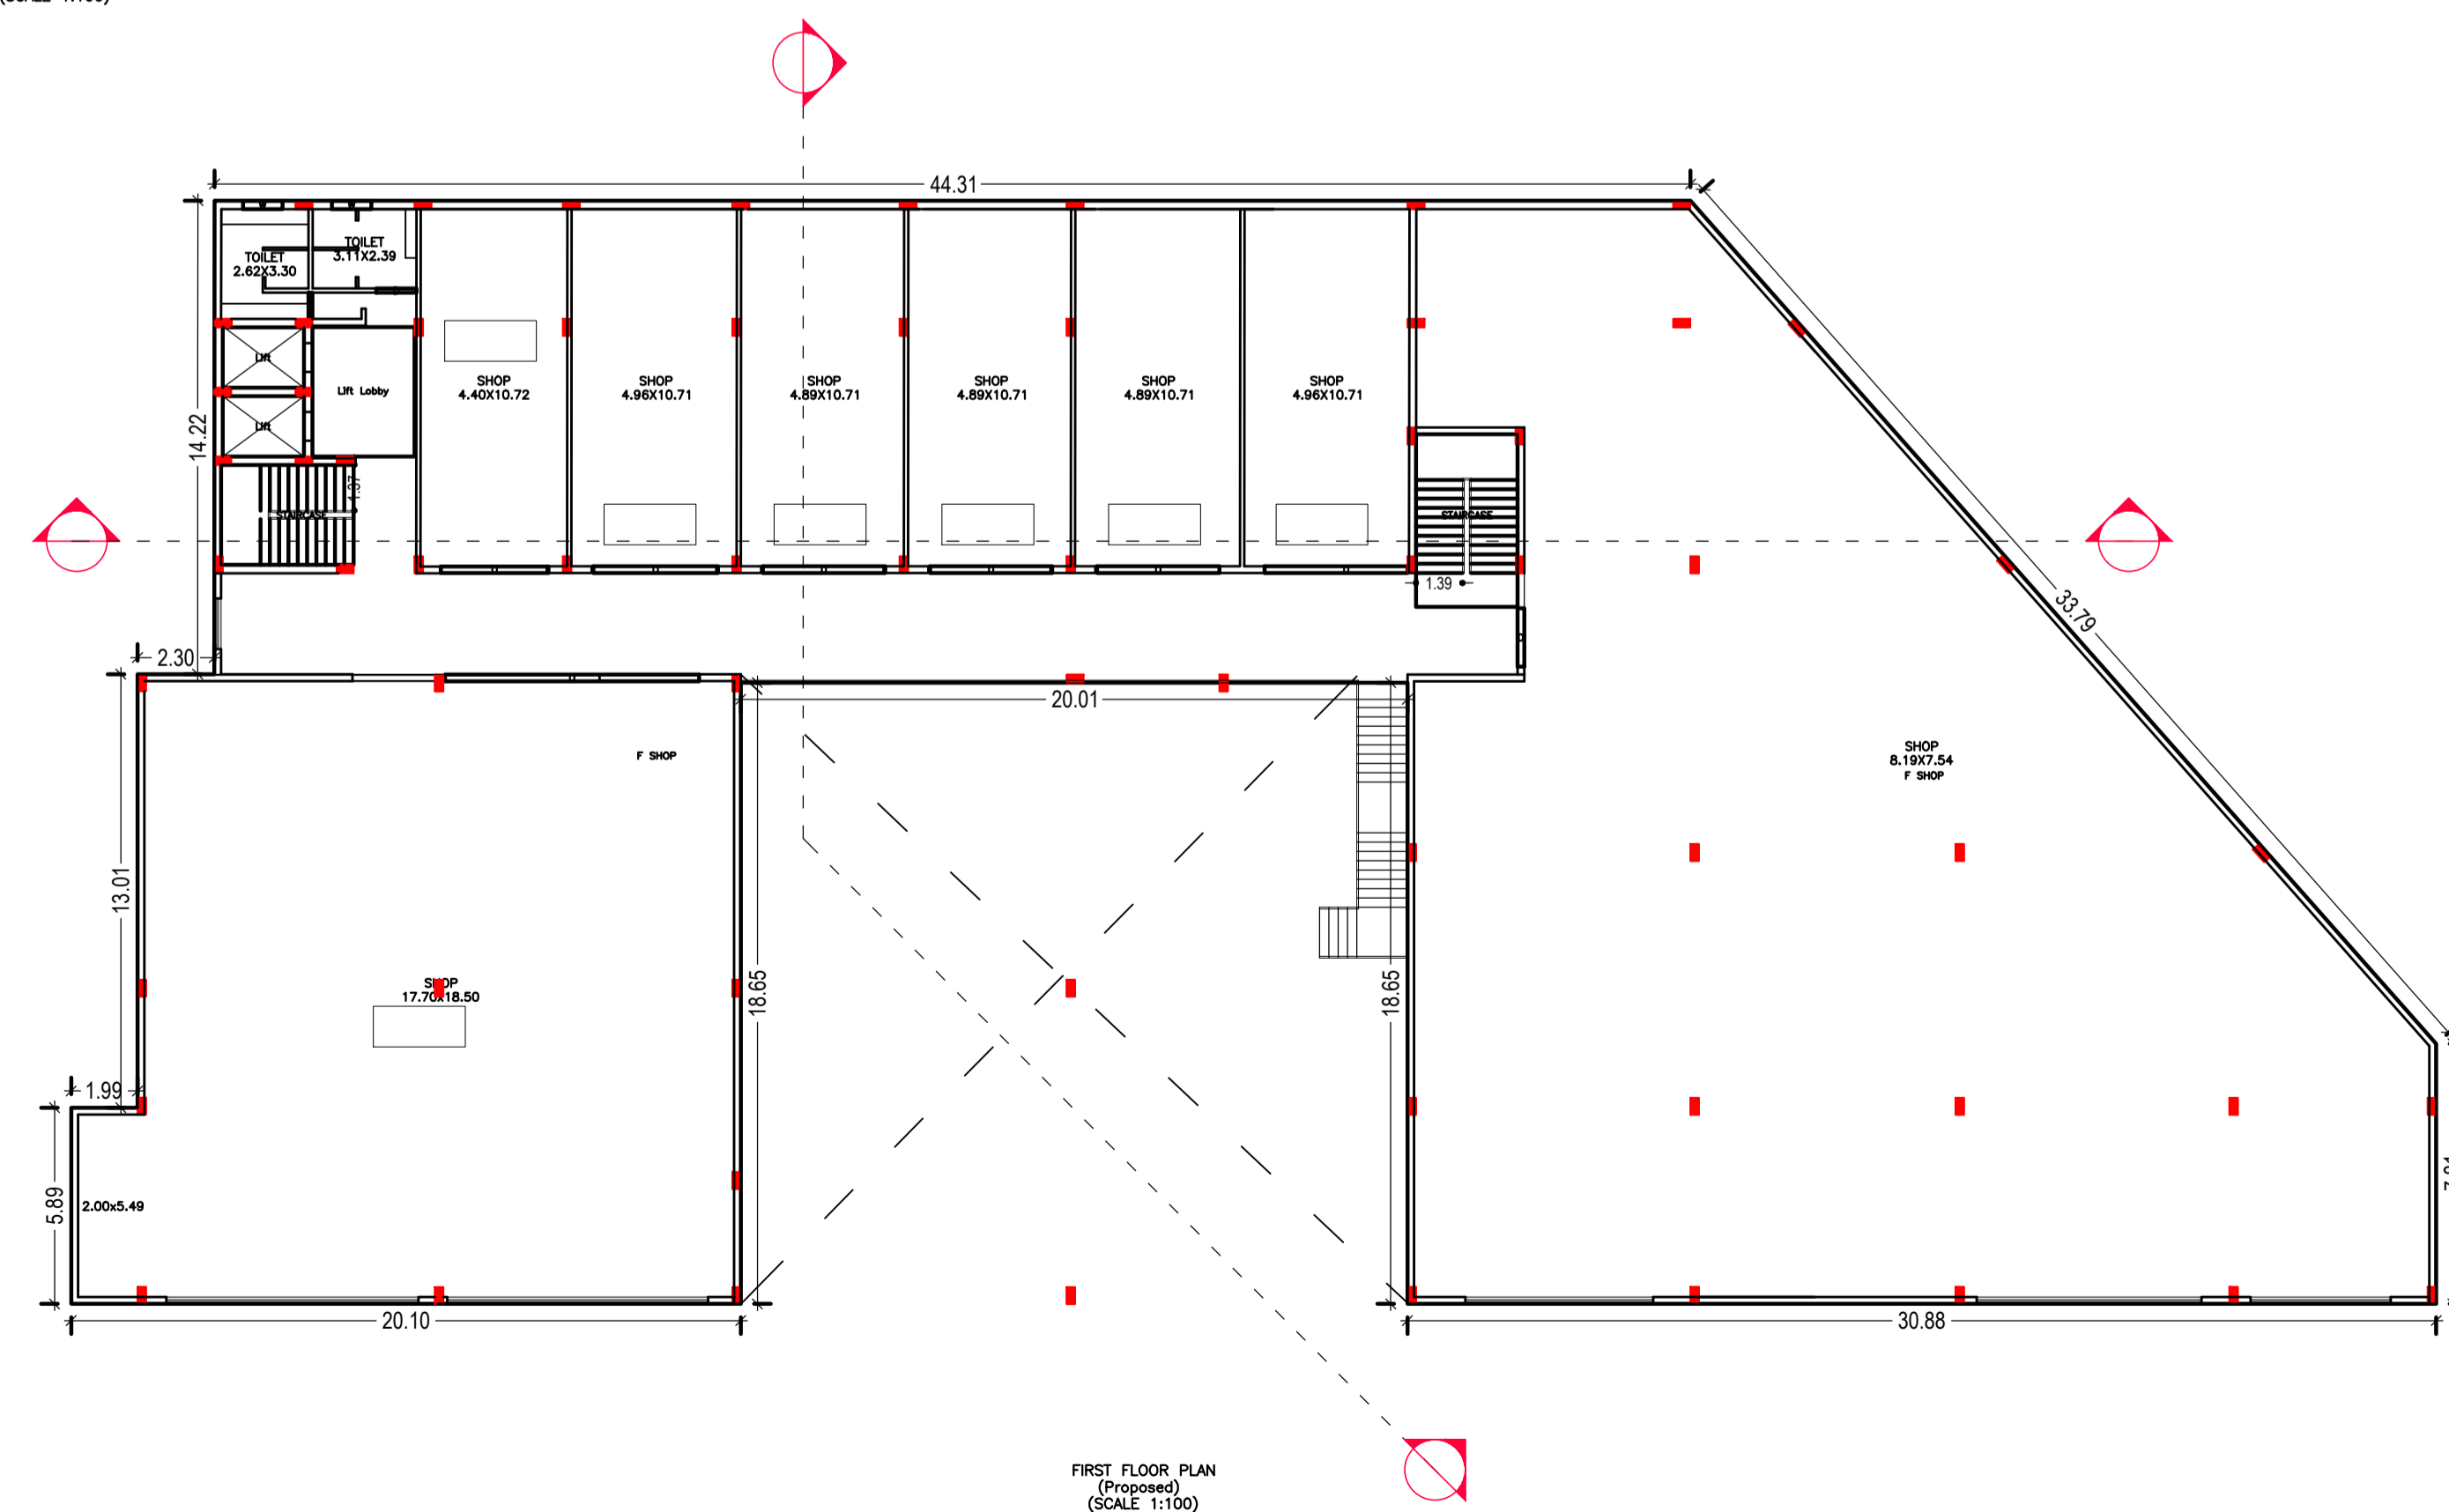 44.31
TOILET
3.11X2.39
TOILET
2.62X3.30
Lift
Lift Lobby
Lift
SHOP
4.40X10.72
SHOP
4.96X10.71
SHOP
4.89X10.71
SHOP
4.89X10.71
SHOP
4.89X10.71
SHOP
4.96X10.71
14.22
1.37
STAIRCASE
STAIRCASE
1.39
33.79
2.30
20.01
F SHOP
SHOP
8.19X7.54
F SHOP
13.01
SHOP
17.70X18.50
18.65
18.65
1.99
5.89
2.00x5.49
20.10
30.88
FIRST FLOOR PLAN
(Proposed)
(SCALE 1:100)